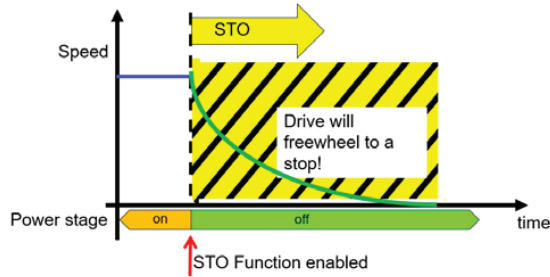 STO
Speed
Drive will
freewheel to a
stop!
Power stage
on
off
time
STO Function enabled